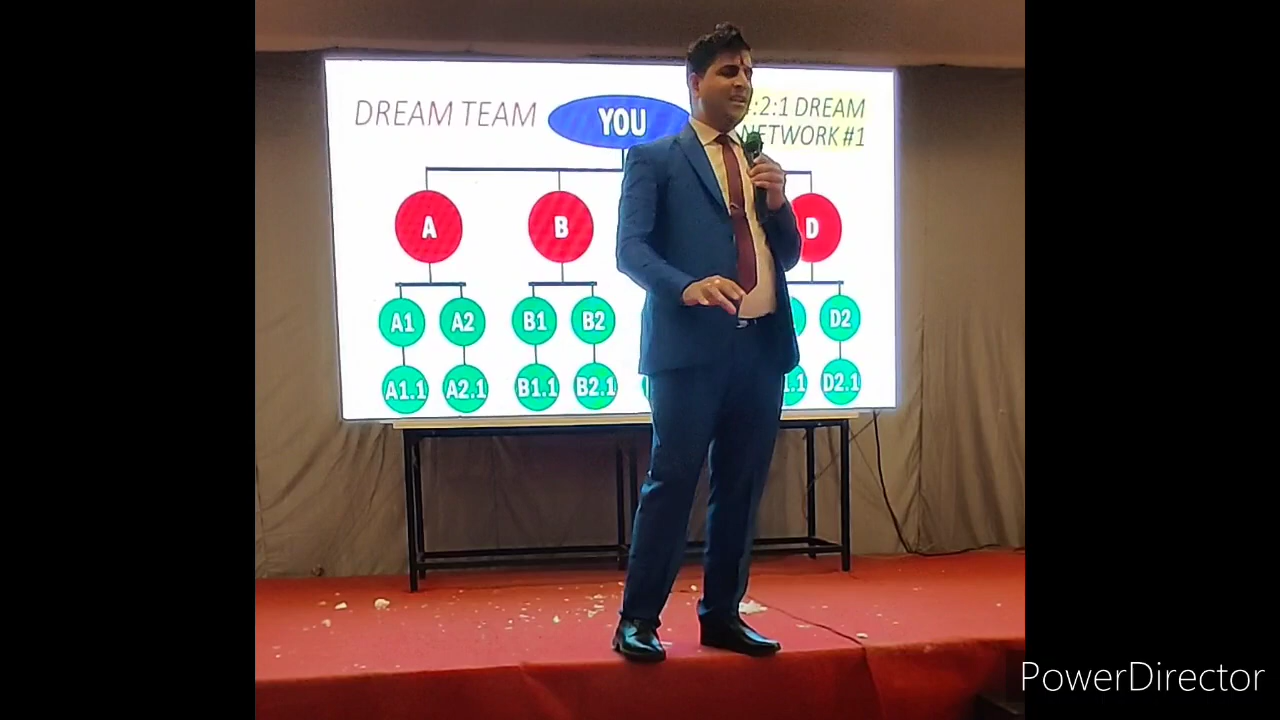 DREAM TEAM
YOU
:2:1 DREAM
NETWORK #1
A
B
D
A1
A2
B1
B2
D2
A1.1
A2.1
B1.1
B2.1
.1
D2.1
PowerDirector